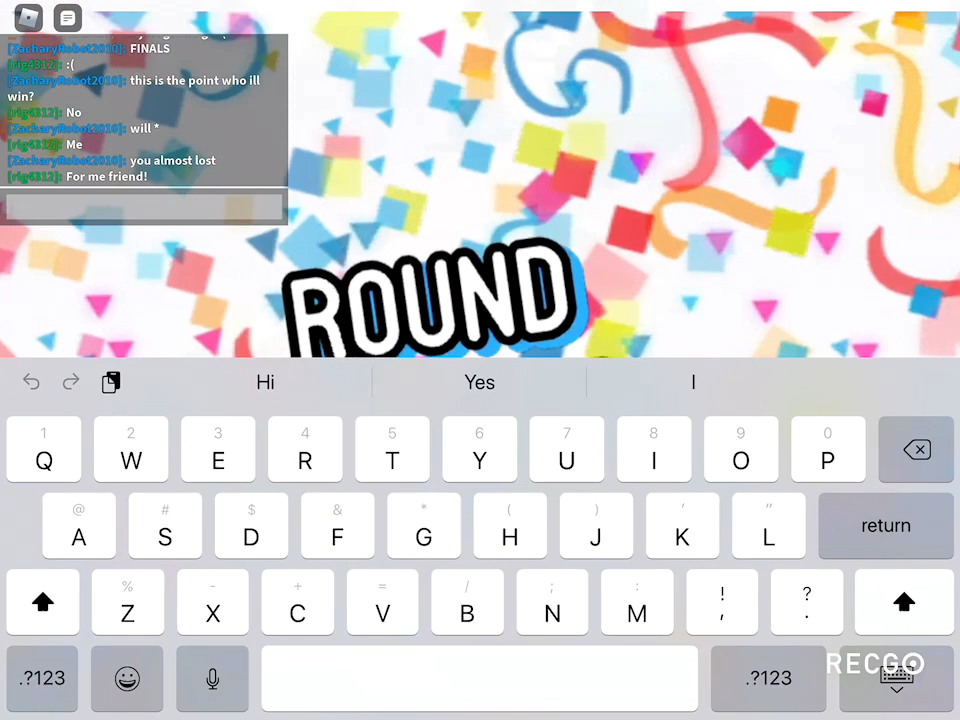 [ZacharyRobot2010]: FINALS
[rig4312]: :(
[ZacharyRobot2010]: this is the point who ill
win?
[rig4312]: No
[ZacharyRobot2010]: will *
[rig4312]: Me
[ZacharyRobot2010]: you almost lost
[rig4312]: For me friend!
ROUND
Hi Yes I
1 2 3 4 5 6 7 8 9 0
Q W E R T Y U I O P
@ # $ & * ( ) ' "
A S D F G H J K L return
% - + = / ; : ! ?
Z X C V B N M , .
.?123 .?123
RECGO